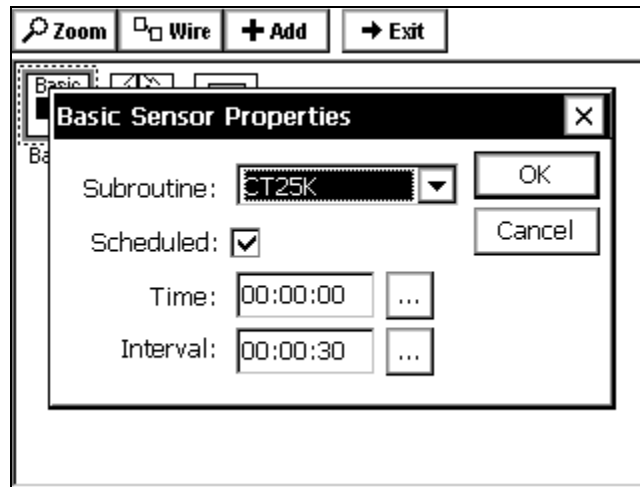 Zoom Wire Add Exit
Basic
Basic Sensor Properties
Subroutine: CT25K OK
Scheduled: Cancel
Time: 00:00:00 ...
Interval: 00:00:30 ...